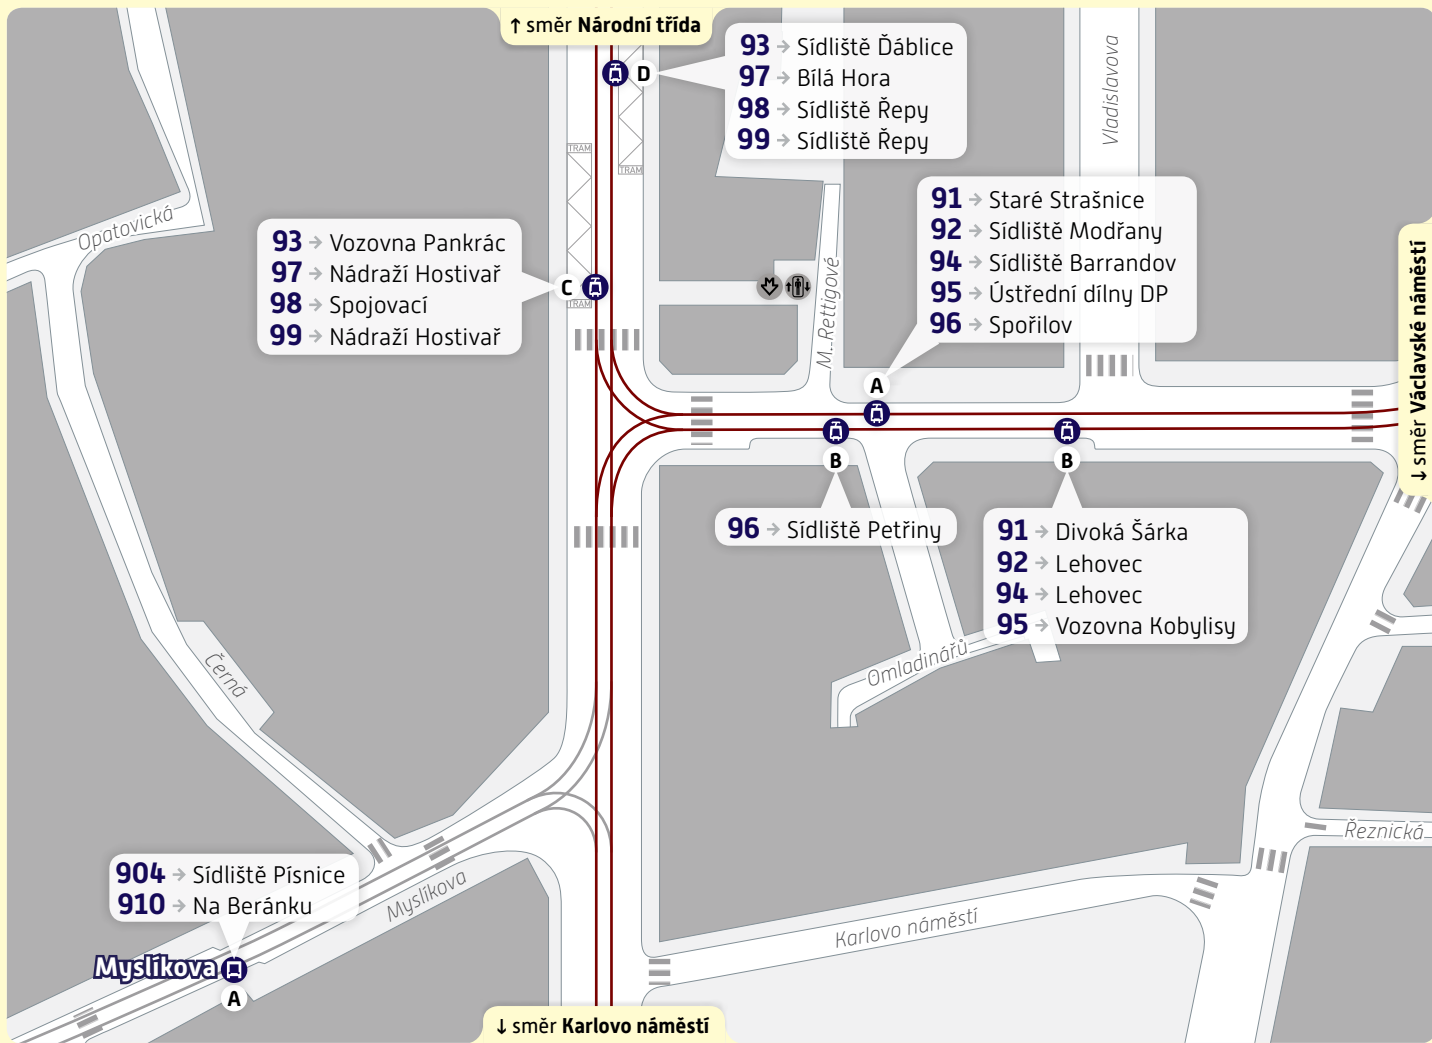 ↑ směr Národní třída
D
93 → Sídliště Ďáblice
97 → Bílá Hora
98 → Sídliště Řepy
99 → Sídliště Řepy
Vladislavova
TRAM
TRAM
Opatovická
91 → Staré Strašnice
92 → Sídliště Modřany
94 → Sídliště Barrandov
95 → Ústřední dílny DP
96 → Spořilov
93 → Vozovna Pankrác
97 → Nádraží Hostivař
98 → Spojovací
99 → Nádraží Hostivař
C
TRAM
M. Rettigové
↓ směr Václavské náměstí
A
B
B
96 → Sídliště Petřiny
91 → Divoká Šárka
92 → Lehovec
94 → Lehovec
95 → Vozovna Kobylisy
Omladinářů
Černá
Řeznická
904 → Sídliště Písnice
910 → Na Beránku
Myslíkova
Karlovo náměstí
Myslíkova
A
↓ směr Karlovo náměstí